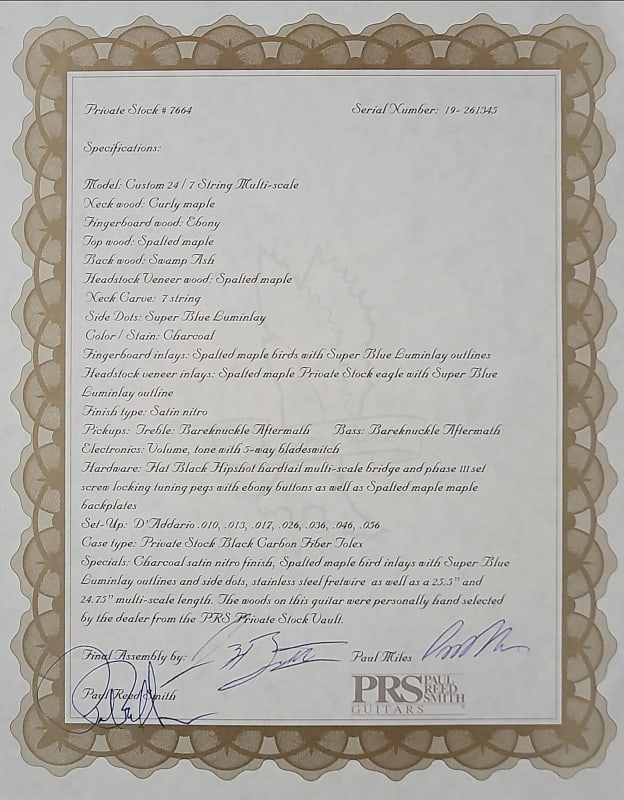 Private Stock # 7664 Serial Number: 19- 261345
Specifications:
Model: Custom 24 / 7 String Multi-scale
Neck wood: Curly maple
Fingerboard wood: Ebony
Top wood: Spalted maple
Back wood: Swamp Ash
Headstock Veneer wood: Spalted maple
Neck Carve: 7 string
Side Dots: Super Blue Luminlay
Color / Stain: Charcoal
Fingerboard inlays: Spalted maple birds with Super Blue Luminlay outlines
Headstock veneer inlays: Spalted maple Private Stock eagle with Super Blue
Luminlay outline
Finish type: Satin nitro
Pickups: Treble: Bareknuckle Aftermath Bass: Bareknuckle Aftermath
Electronics: Volume, tone with 5-way bladeswitch
Hardware: Flat Black Hipshot hardtail multi-scale bridge and phase III set
screw locking tuning pegs with ebony buttons as well as Spalted maple maple
backplates
Set-Up: D'Addario .010, .013, .017, .026, .036, .046, .056
Case type: Private Stock Black Carbon Fiber Tolex
Specials: Charcoal satin nitro finish, Spalted maple bird inlays with Super Blue
Luminlay outlines and side dots, stainless steel fretwire as well as a 25.5" and
24.75" multi-scale length. The woods on this guitar were personally hand selected
by the dealer from the PRS Private Stock Vault.
Final Assembly by: Paul Miles
Paul Reed Smith
PRS PAUL
REED
SMITH
GUITARS